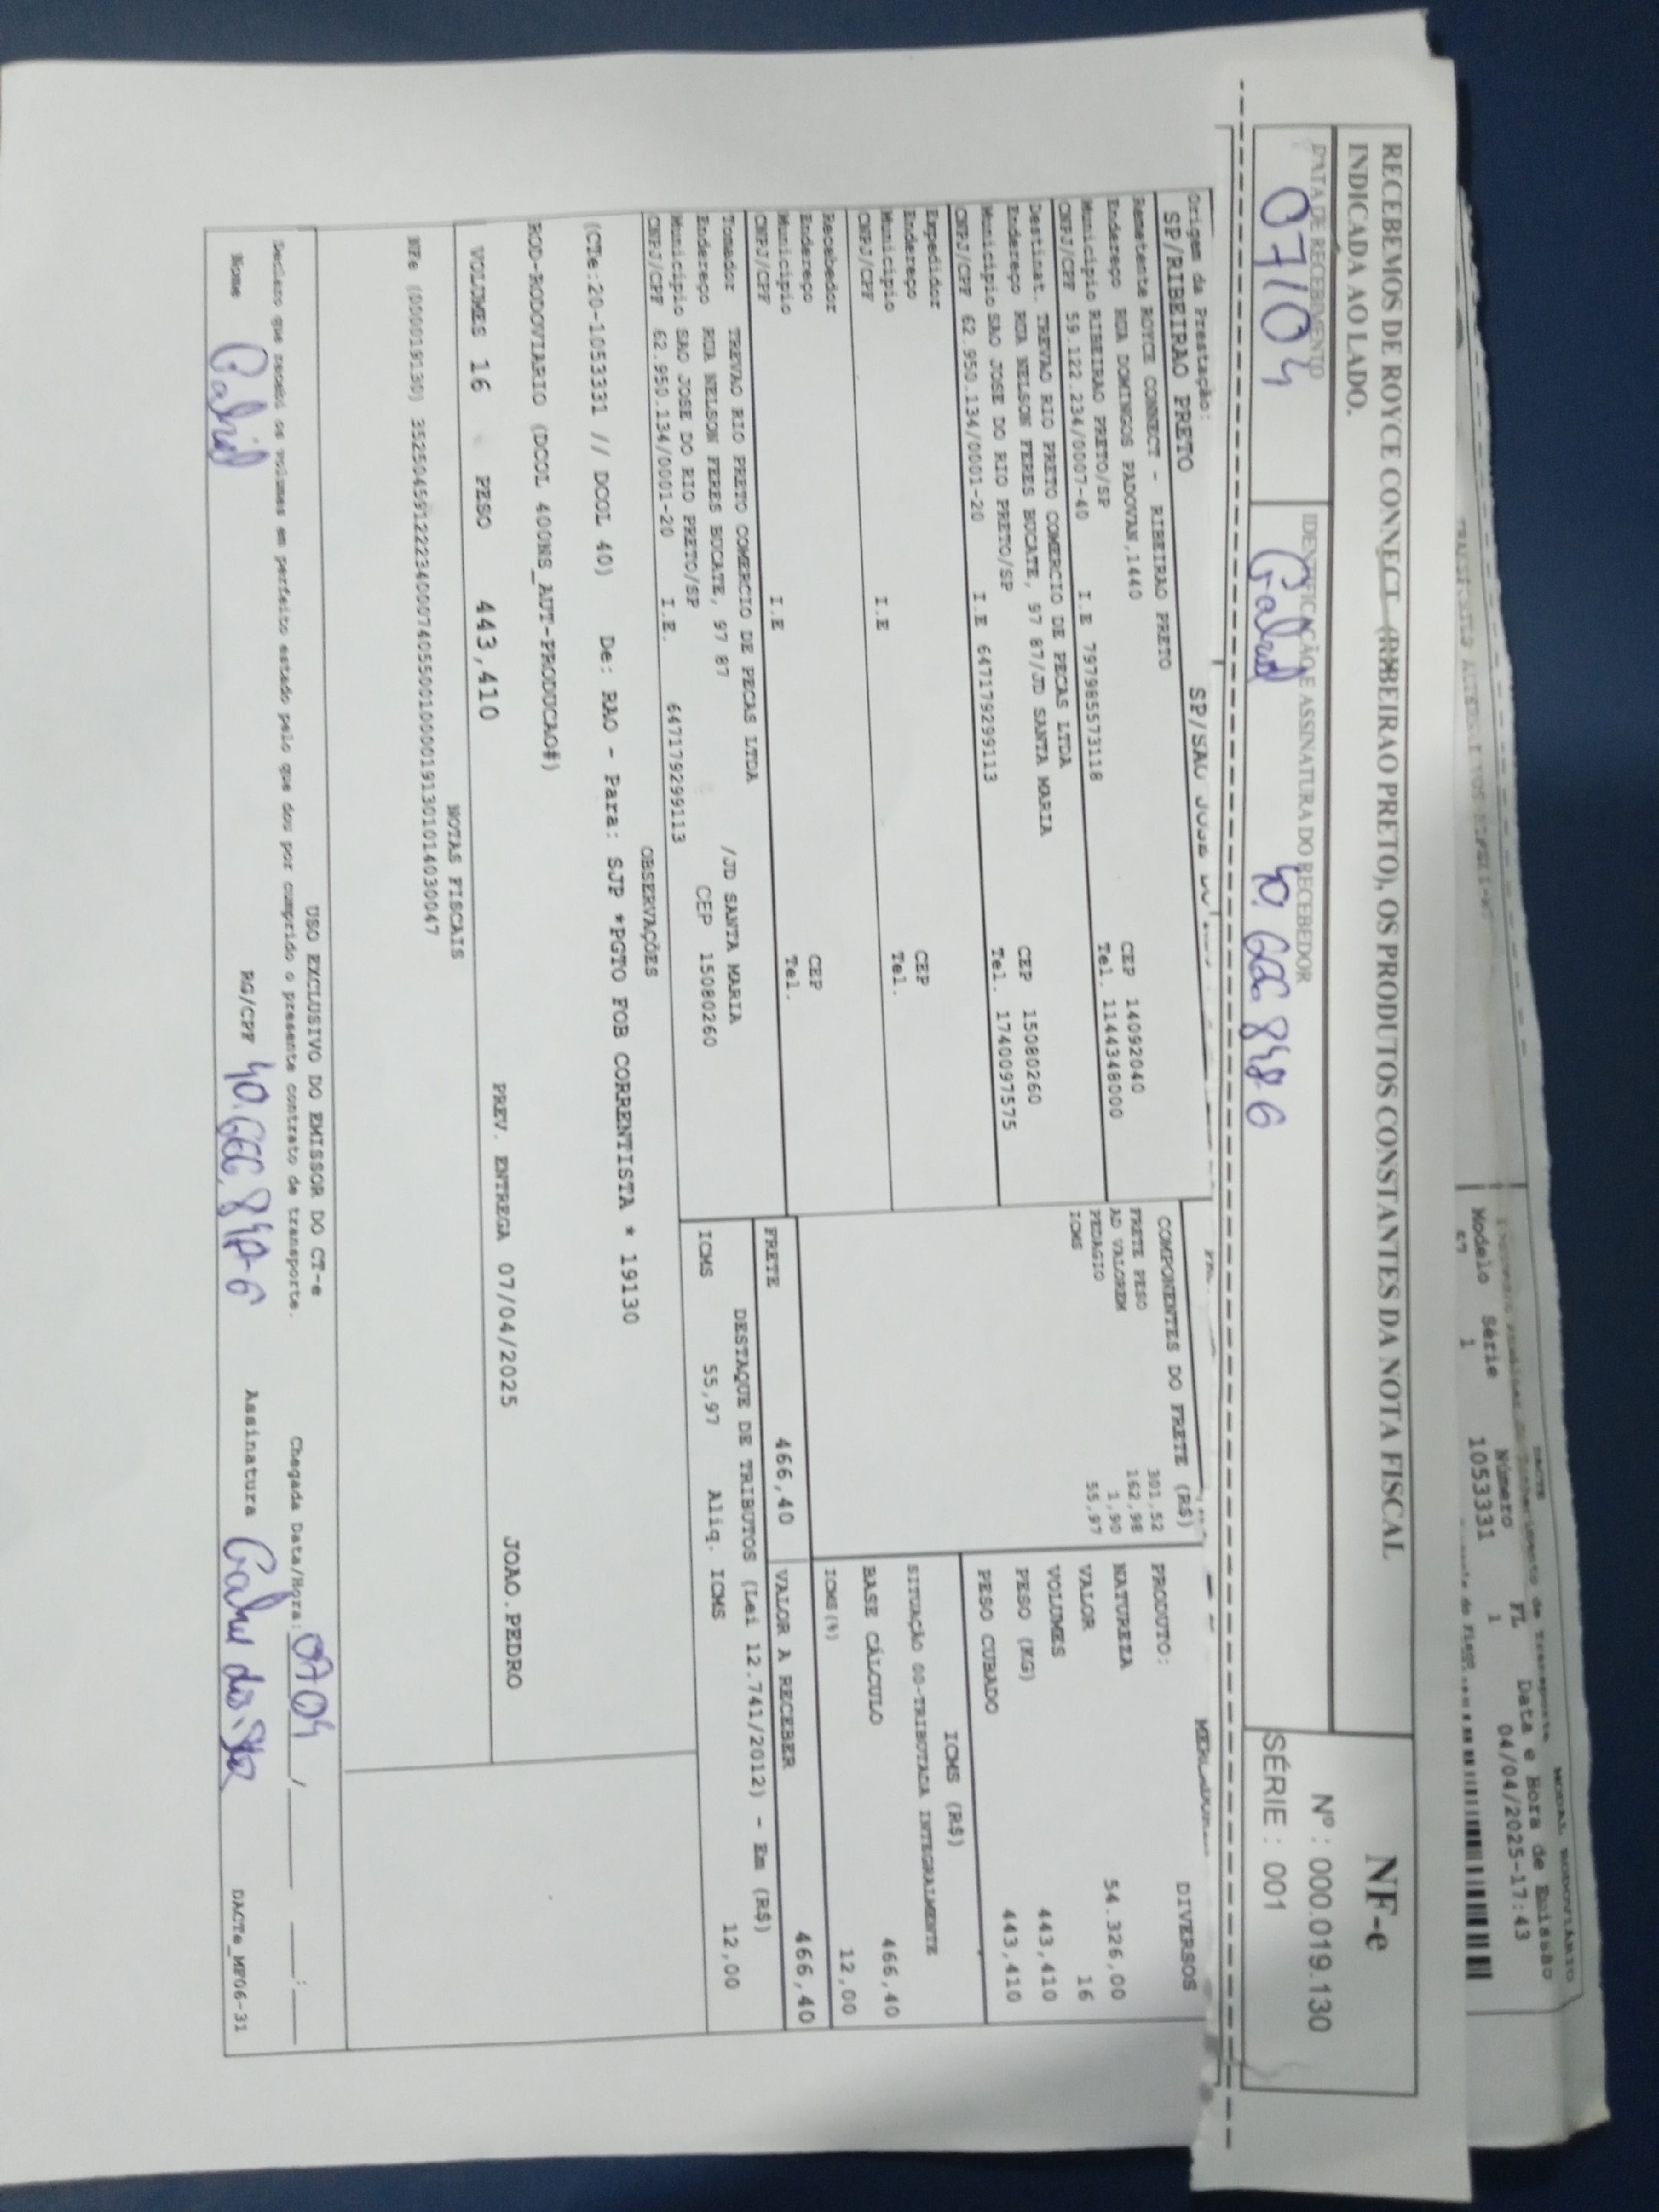 MODAL RODOVIÁRIO
DACTE
Modelo Série Número FL Data e Hora de Emissão
57 1 1053331 1 04/04/2025-17:43
RECEBEMOS DE ROYCE CONNECT (RIBEIRAO PRETO), OS PRODUTOS CONSTANTES DA NOTA FISCAL
INDICADA AO LADO.
DATA DE RECEBIMENTO
IDENTIFICAÇÃO E ASSINATURA DO RECEBEDOR
07/04 Gabriel 40.666.848-6
NF-e
Nº : 000.019.130
SÉRIE : 001
Origem da Prestação:
SP/RIBEIRAO PRETO
Remetente ROYCE CONNECT - RIBEIRAO PRETO
Endereço RUA DOMINGOS PADOVAN,1440 CEP 14092040
Município RIBEIRAO PRETO/SP Tel. 1144348000
CNPJ/CPF 59.122.234/0007-40 I.E 797985573118
Destinat. TREVAO RIO PRETO COMERCIO DE PECAS LTDA
Endereço RUA NELSON FERES BUCATE, 97 87/JD SANTA MARIA CEP 15080260
Município SAO JOSE DO RIO PRETO/SP Tel. 1740097575
CNPJ/CPF 62.950.134/0001-20 I.E 647179299113
Expedidor
Endereço CEP
Município Tel.
CNPJ/CPF I.E
Recebedor
Endereço CEP
Município Tel.
CNPJ/CPF I.E
Tomador TREVAO RIO PRETO COMERCIO DE PECAS LTDA
Endereço RUA NELSON FERES BUCATE, 97 87 /JD SANTA MARIA
Município SAO JOSE DO RIO PRETO/SP CEP 15080260
CNPJ/CPF 62.950.134/0001-20 I.E. 647179299113
COMPONENTES DO FRETE (R$)
FRETE PESO 301,52
AD VALOREM 162,98
PEDAGIO 1,90
ICMS 55,97
DIVERSOS
PRODUTO:
NATUREZA
VALOR 54.326,00
VOLUMES 16
PESO (KG) 443,410
PESO CUBADO 443,410
ICMS (R$)
SITUAÇÃO 00-TRIBUTACA INTEGRALMENTE
BASE CÁLCULO 466,40
ICMS(%) 12,00
FRETE 466,40 VALOR A RECEBER 466,40
DESTAQUE DE TRIBUTOS (Lei 12.741/2012) - Em (R$)
ICMS 55,97 Aliq. ICMS 12,00
OBSERVAÇÕES
(CTe:20-1053331 // DCOL 40) De: RAO - Para: SJP *PGTO FOB CORRENTISTA * 19130
ROD-RODOVIARIO (DCOL 400NS_AUT-PRODUCAO#)
VOLUMES 16 PESO 443,410 PREV. ENTREGA 07/04/2025 JOAO.PEDRO
NOTAS FISCAIS
NFe (000019130) 35250459122234000740550010000191301014030047
USO EXCLUSIVO DO EMISSOR DO CT-e
Declaro que recebi os volumes em perfeito estado pelo que dou por cumprido o presente contrato de transporte. Chegada Data/Hora: 07/04 / :
Nome Gabriel RG/CPF 40.666.848-6 Assinatura DACTe_MF06-31